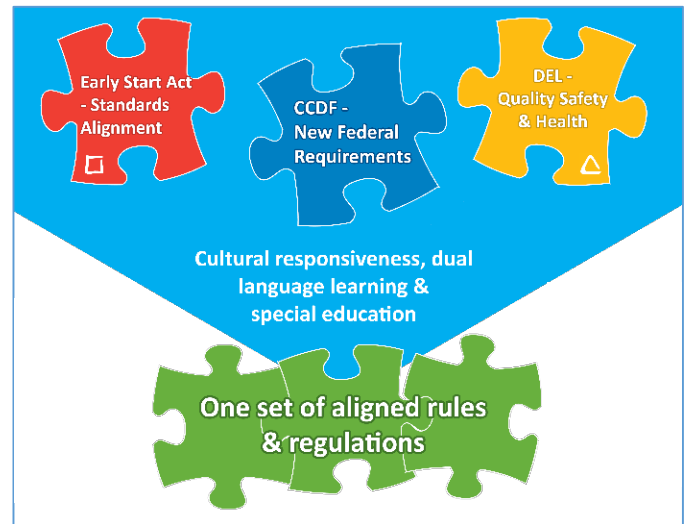 Early Start Act
- Standards
Alignment
CCDF -
New Federal
Requirements
DEL -
Quality Safety
& Health
Cultural responsiveness, dual
language learning &
special education
One set of aligned rules
& regulations